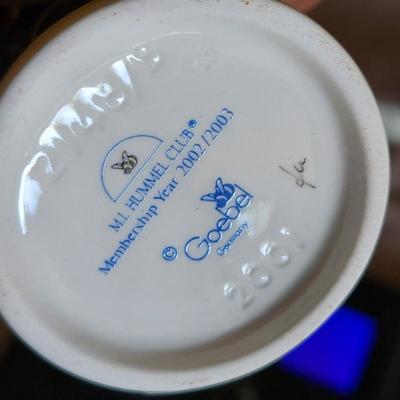 M.I. HUMMEL CLUB®
Membership Year 2002/2003
© Goebel
Germany
2001